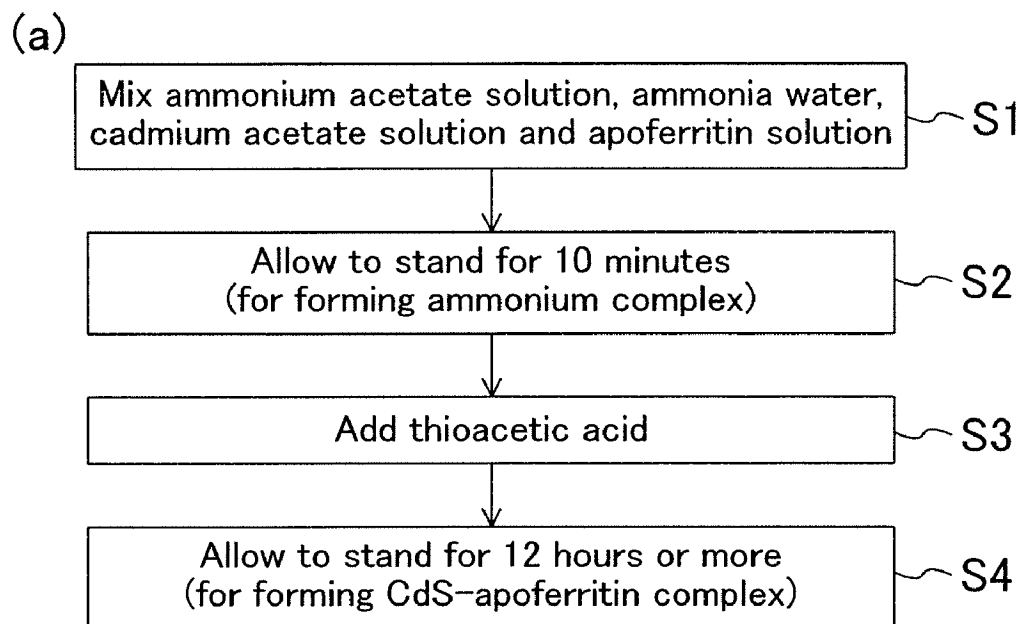 (a)
Mix ammonium acetate solution, ammonia water,
cadmium acetate solution and apoferritin solution
S1
Allow to stand for 10 minutes
(for forming ammonium complex)
S2
Add thioacetic acid
S3
Allow to stand for 12 hours or more
(for forming CdS-apoferritin complex)
S4